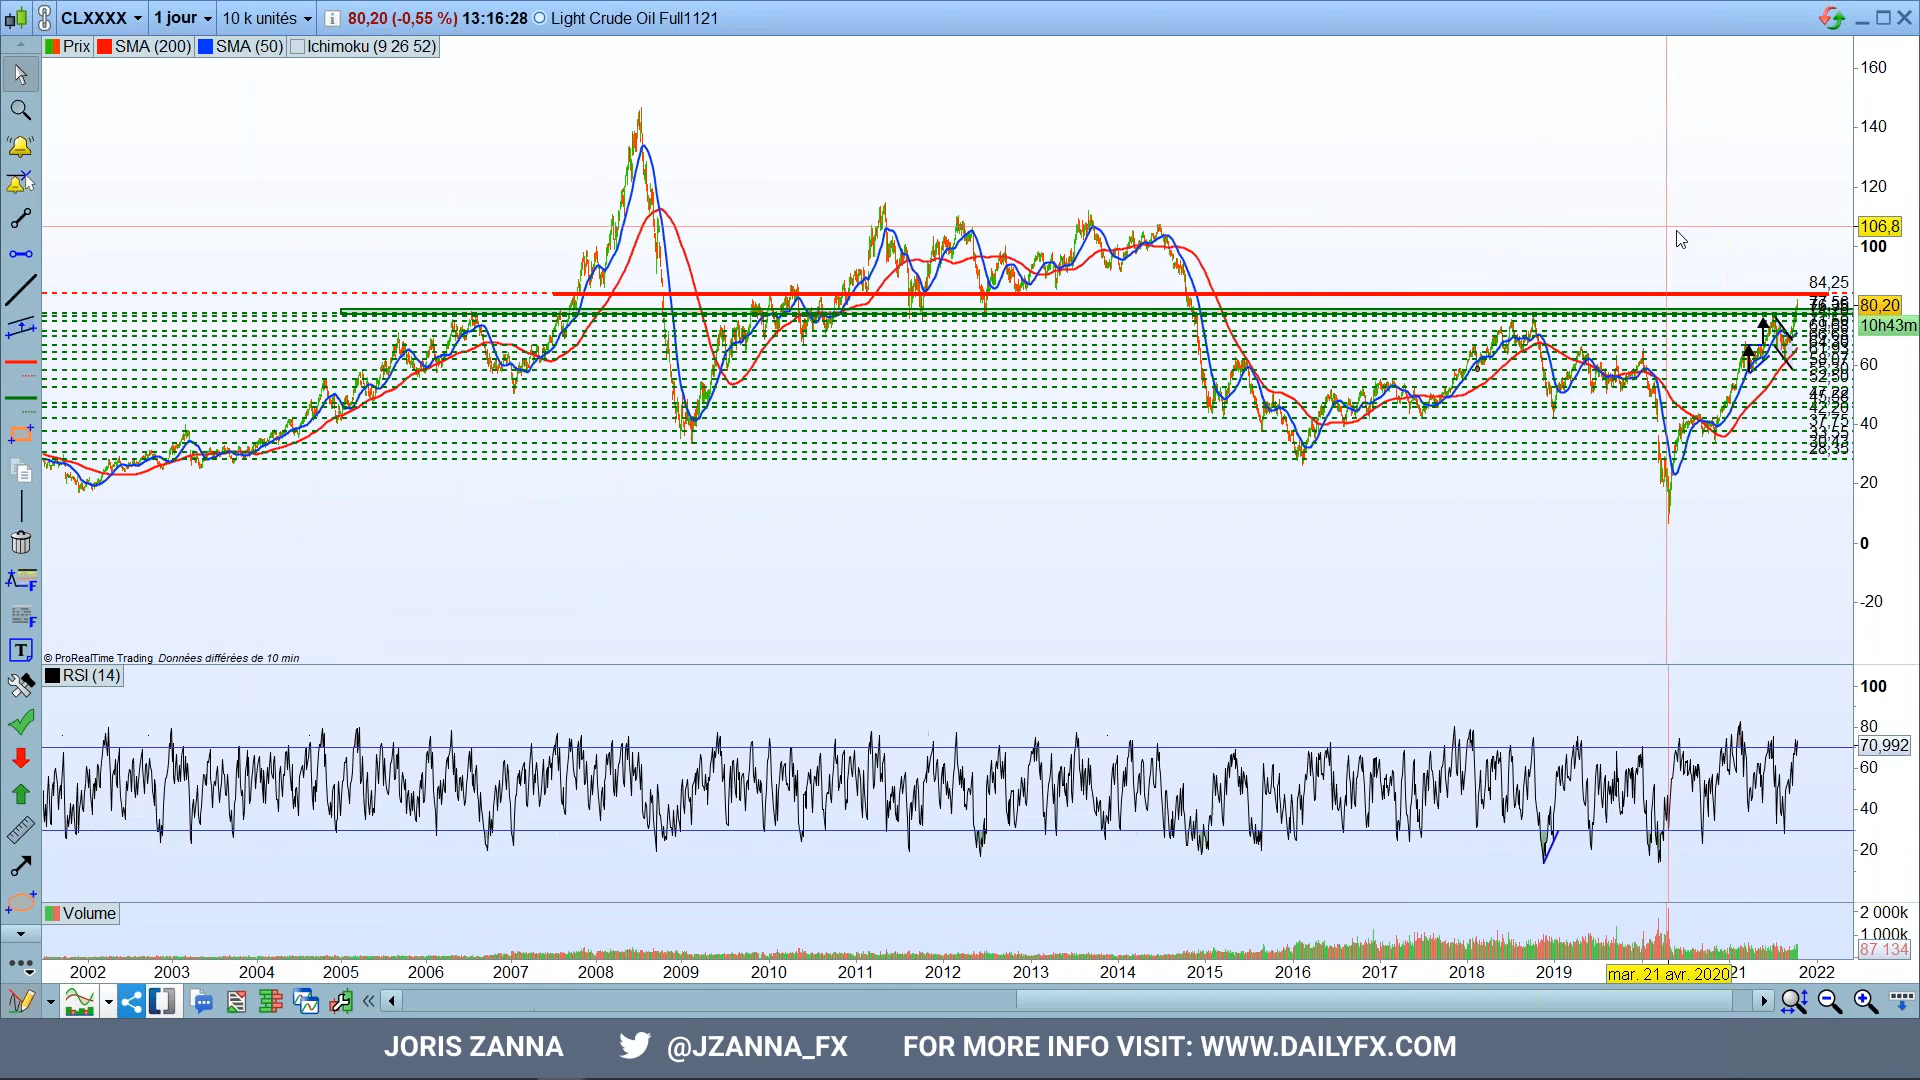 CLXXXX 1 jour 10 k unités 80,20 (-0,55 %) 13:16:28 Light Crude Oil Full1121
Prix SMA (200) SMA (50) Ichimoku (9 26 52)
160
140
120
106,8
100
84,25
80,20
10h43m
60
40
28,35
20
0
-20
© ProRealTime Trading Données différées de 10 min
RSI (14)
100
80
70,992
60
40
20
Volume
2 000k
1 000k
87 134
2002 2003 2004 2005 2006 2007 2008 2009 2010 2011 2012 2013 2014 2015 2016 2017 2018 2019 mar. 21 avr. 2020 21 2022
JORIS ZANNA @JZANNA_FX FOR MORE INFO VISIT: WWW.DAILYFX.COM